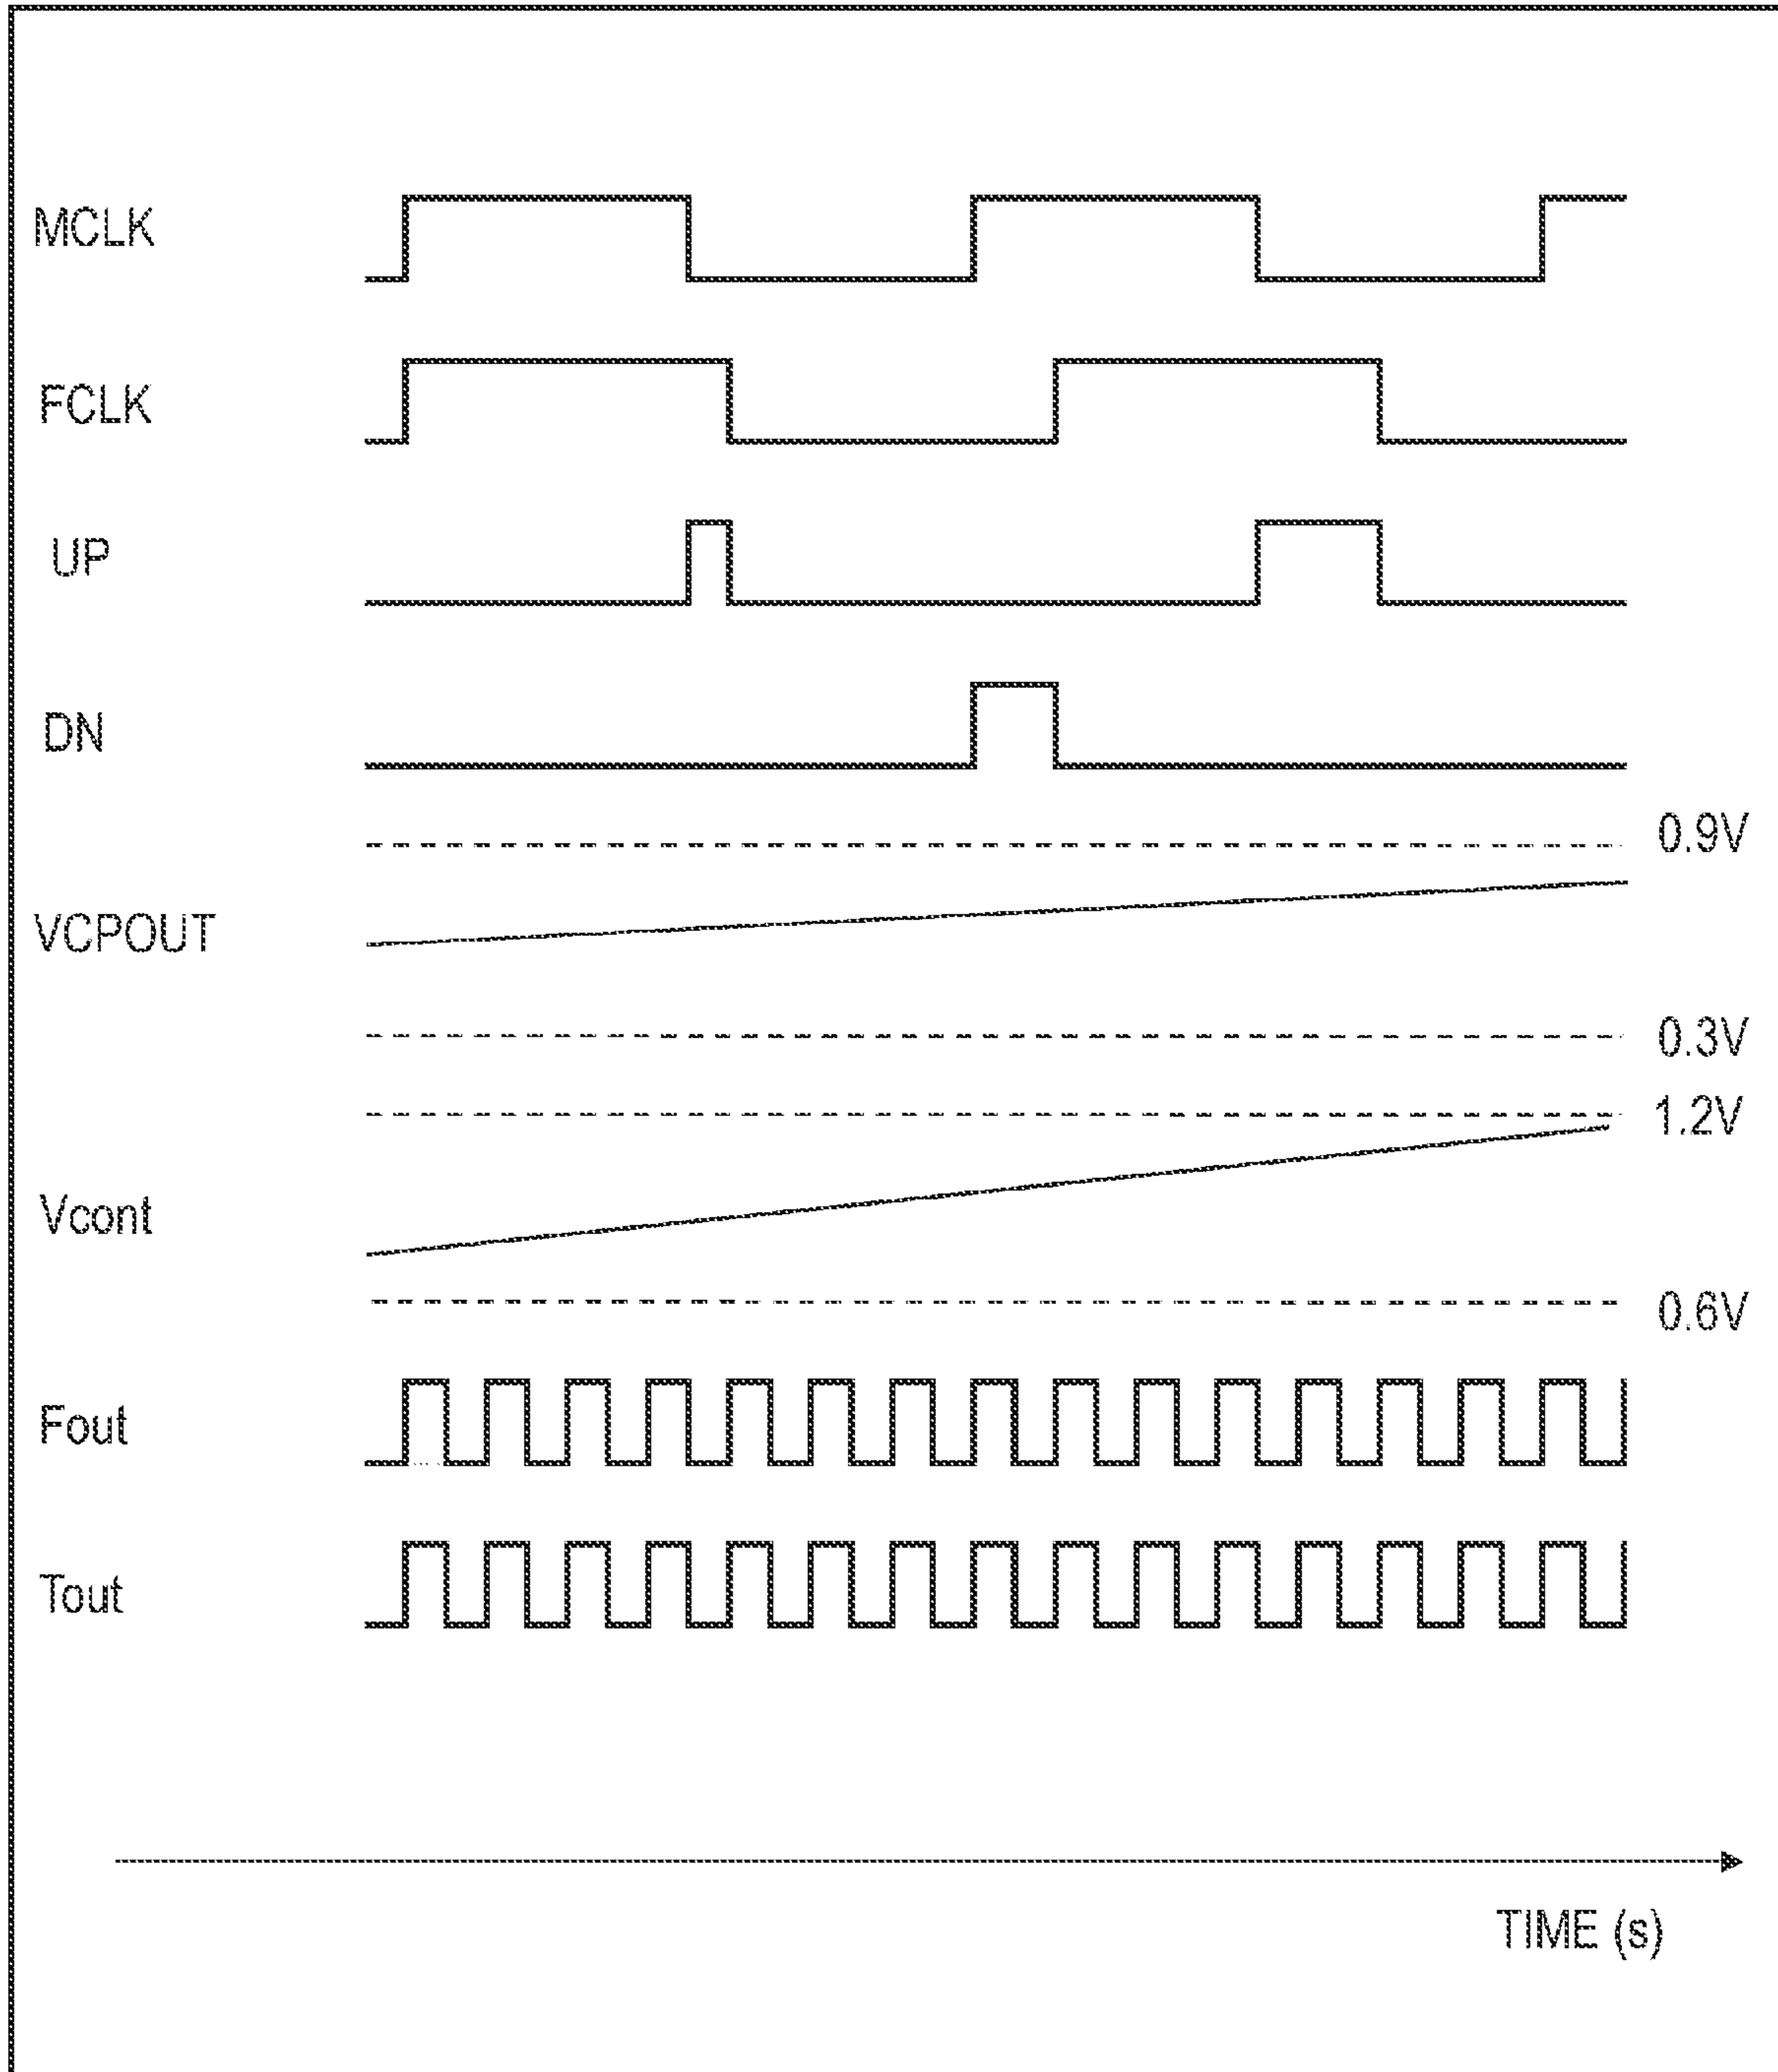 MCLK
FCLK
UP
DN
0.9V
VCPOUT
0.3V
1.2V
Vcont
0.6V
Fout
Tout
TIME (s)